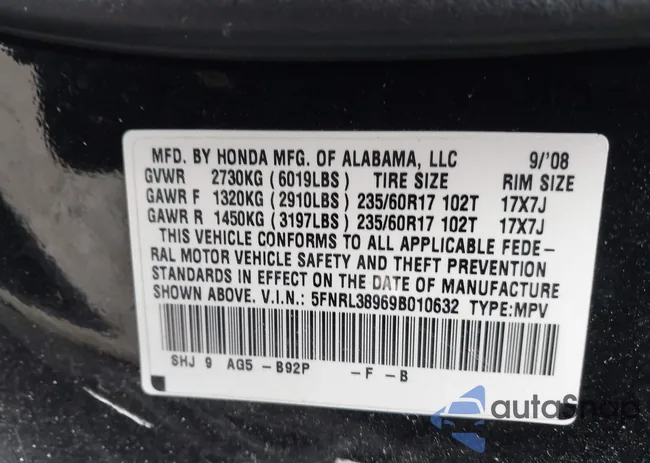 MFD. BY HONDA MFG. OF ALABAMA, LLC 9/'08
GVWR 2730KG (6019LBS) TIRE SIZE RIM SIZE
GAWR F 1320KG (2910LBS) 235/60R17 102T 17X7J
GAWR R 1450KG (3197LBS) 235/60R17 102T 17X7J
THIS VEHICLE CONFORMS TO ALL APPLICABLE FEDE-
RAL MOTOR VEHICLE SAFETY AND THEFT PREVENTION
STANDARDS IN EFFECT ON THE DATE OF MANUFACTURE
SHOWN ABOVE. V.I.N.: 5FNRL38969B010632 TYPE:MPV
SHJ 9 AG5 -B92P -F -B
autoSnap